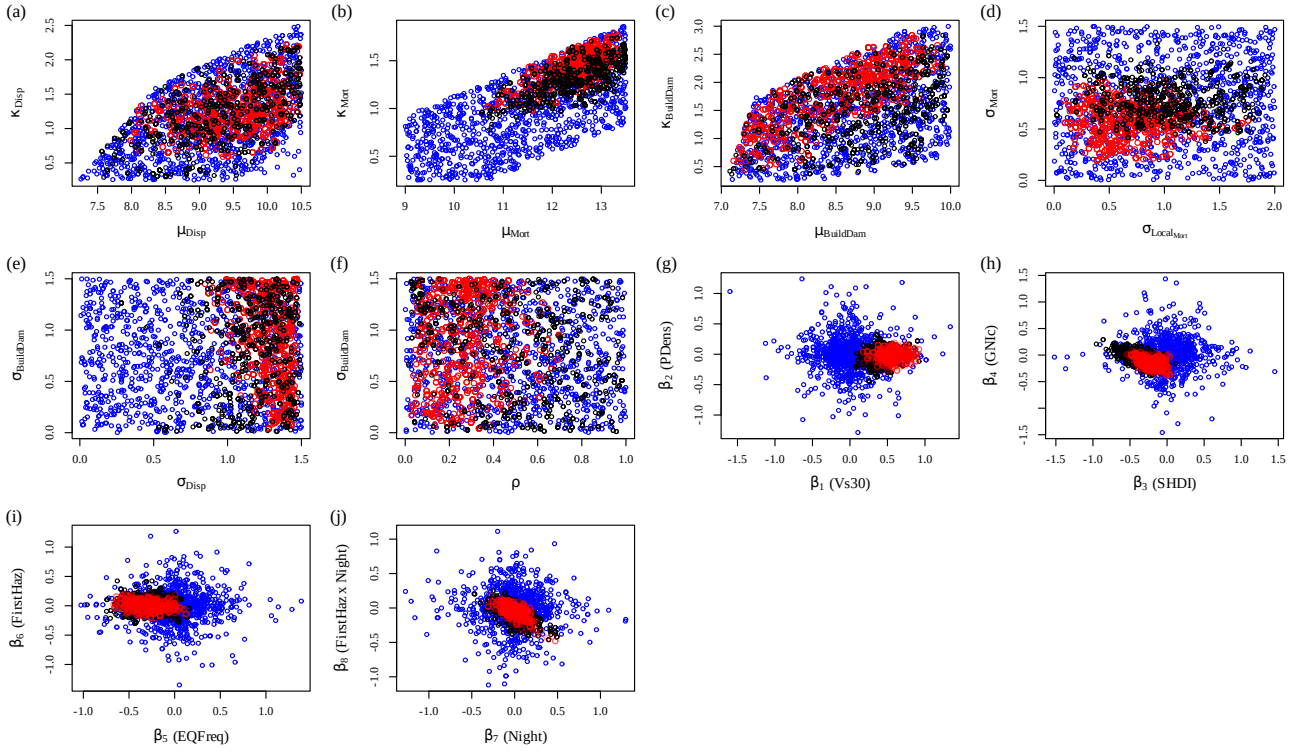 (a) (b) (c) (d)
2.5 2.0 1.5 1.0 0.5
κDisp
7.5 8.0 8.5 9.0 9.5 10.0 10.5
μDisp
1.5 1.0 0.5
κMort
9 10 11 12 13
μMort
3.0 2.5 2.0 1.5 1.0 0.5
κBuildDam
7.0 7.5 8.0 8.5 9.0 9.5 10.0
μBuildDam
1.5 1.0 0.5 0.0
σMort
0.0 0.5 1.0 1.5 2.0
σLocalMort
(e) (f) (g) (h)
1.5 1.0 0.5 0.0
σBuildDam
0.0 0.5 1.0 1.5
σDisp
1.5 1.0 0.5 0.0
σBuildDam
0.0 0.2 0.4 0.6 0.8 1.0
ρ
1.0 0.5 0.0 -0.5 -1.0
β2 (PDens)
-1.5 -1.0 -0.5 0.0 0.5 1.0
β1 (Vs30)
1.5 0.5 0.0 -0.5 -1.5
β4 (GNIc)
-1.5 -1.0 -0.5 0.0 0.5 1.0 1.5
β3 (SHDI)
(i) (j)
1.0 0.5 0.0 -0.5 -1.0
β6 (FirstHaz)
-1.0 -0.5 0.0 0.5 1.0
β5 (EQFreq)
1.0 0.5 0.0 -0.5 -1.0
β8 (FirstHaz x Night)
-1.0 -0.5 0.0 0.5 1.0
β7 (Night)